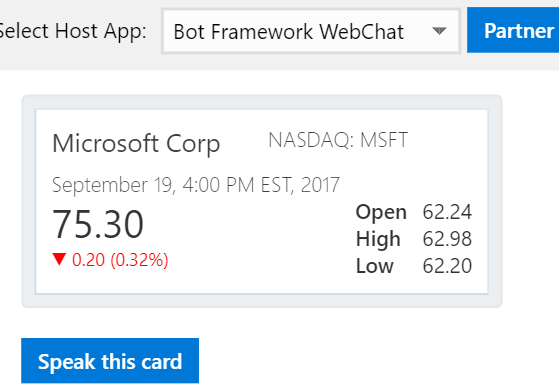 Select Host App: Bot Framework WebChat Partner
Microsoft Corp NASDAQ: MSFT
September 19, 4:00 PM EST, 2017
75.30
▼ 0.20 (0.32%)
Open 62.24
High 62.98
Low 62.20
Speak this card